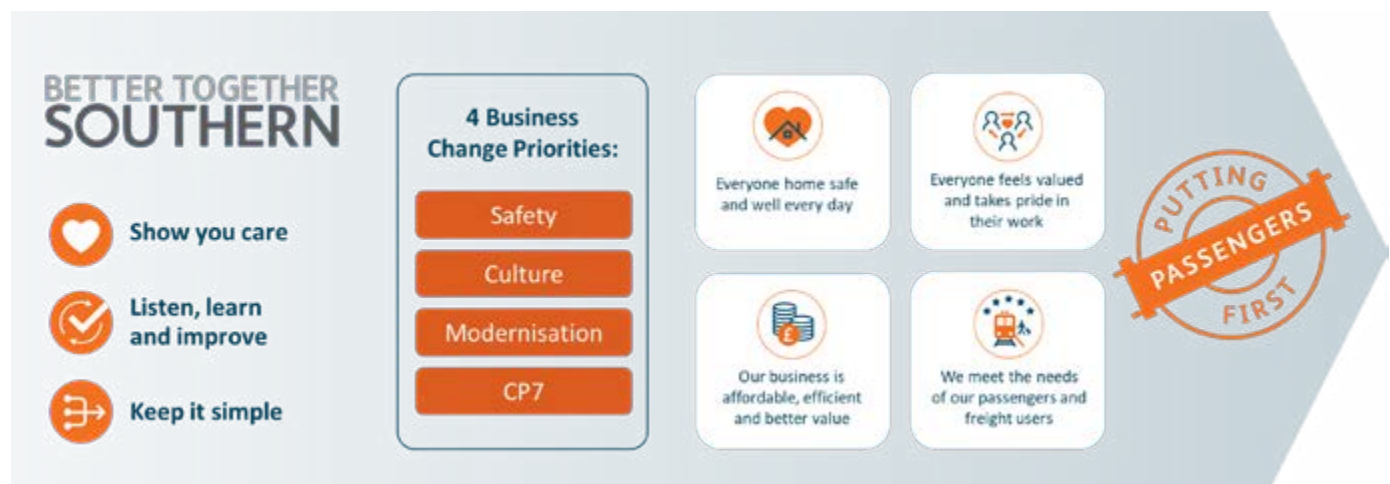 BETTER TOGETHER
SOUTHERN
Show you care
Listen, learn
and improve
Keep it simple
4 Business
Change Priorities:
Safety
Culture
Modernisation
CP7
Everyone home safe
and well every day
Everyone feels valued
and takes pride in
their work
£
Our business is
affordable, efficient
and better value
We meet the needs
of our passengers and
freight users
PUTTING
PASSENGERS
FIRST